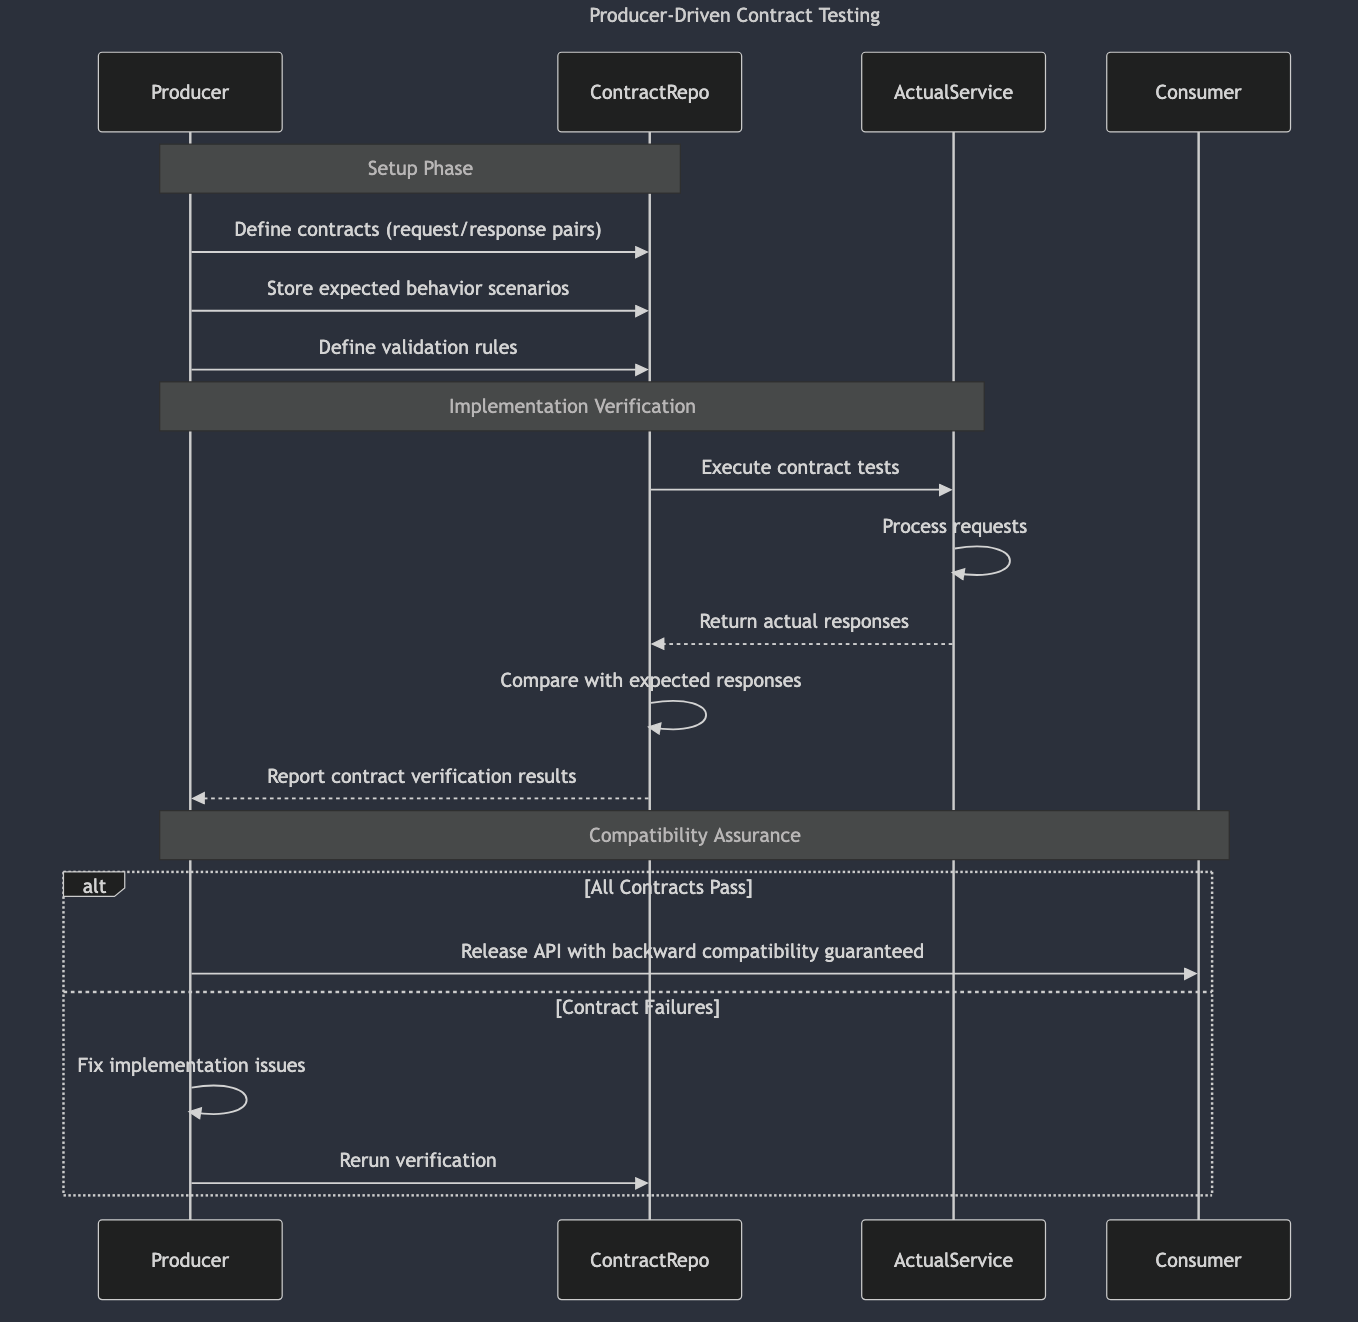 Producer-Driven Contract Testing
Producer
ContractRepo
ActualService
Consumer
Setup Phase
Define contracts (request/response pairs)
Store expected behavior scenarios
Define validation rules
Implementation Verification
Execute contract tests
Process requests
Return actual responses
Compare with expected responses
Report contract verification results
Compatibility Assurance
alt
[All Contracts Pass]
Release API with backward compatibility guaranteed
[Contract Failures]
Fix implementation issues
Rerun verification
Producer
ContractRepo
ActualService
Consumer